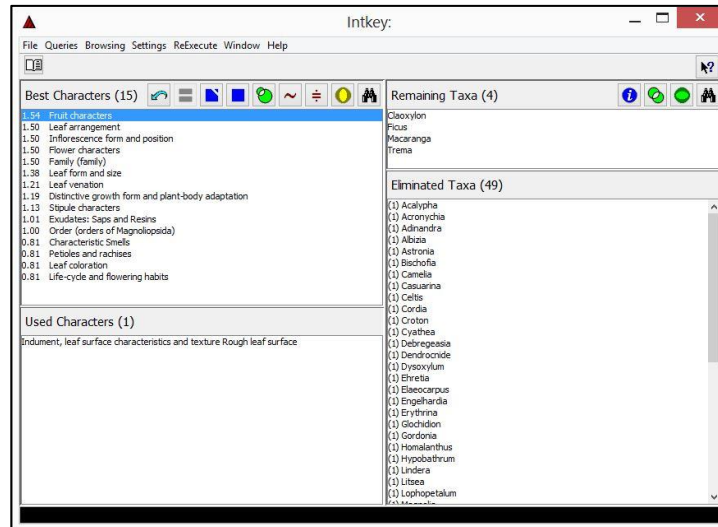 Intkey:
File Queries Browsing Settings ReExecute Window Help
Best Characters (15)
1.54 Fruit characters
1.50 Leaf arrangement
1.50 Inflorescence form and position
1.50 Flower characters
1.50 Family (family)
1.38 Leaf form and size
1.21 Leaf venation
1.19 Distinctive growth form and plant-body adaptation
1.13 Stipule characters
1.01 Exudates: Saps and Resins
1.00 Order (orders of Magnoliopsida)
0.81 Characteristic Smells
0.81 Petioles and rachises
0.81 Leaf coloration
0.81 Life-cycle and flowering habits
Used Characters (1)
Indument, leaf surface characteristics and texture Rough leaf surface
Remaining Taxa (4)
Claoxylon
Ficus
Macaranga
Trema
Eliminated Taxa (49)
(1) Acalypha
(1) Acronychia
(1) Adinandra
(1) Albizia
(1) Astronia
(1) Bischofia
(1) Camelia
(1) Casuarina
(1) Celtis
(1) Cordia
(1) Croton
(1) Cyathea
(1) Debregeasia
(1) Dendrocnide
(1) Dysoxylum
(1) Ehretia
(1) Elaeocarpus
(1) Engelhardia
(1) Erythrina
(1) Glochidion
(1) Gordonia
(1) Homalanthus
(1) Hypobathrum
(1) Lindera
(1) Litsea
(1) Lophopetalum